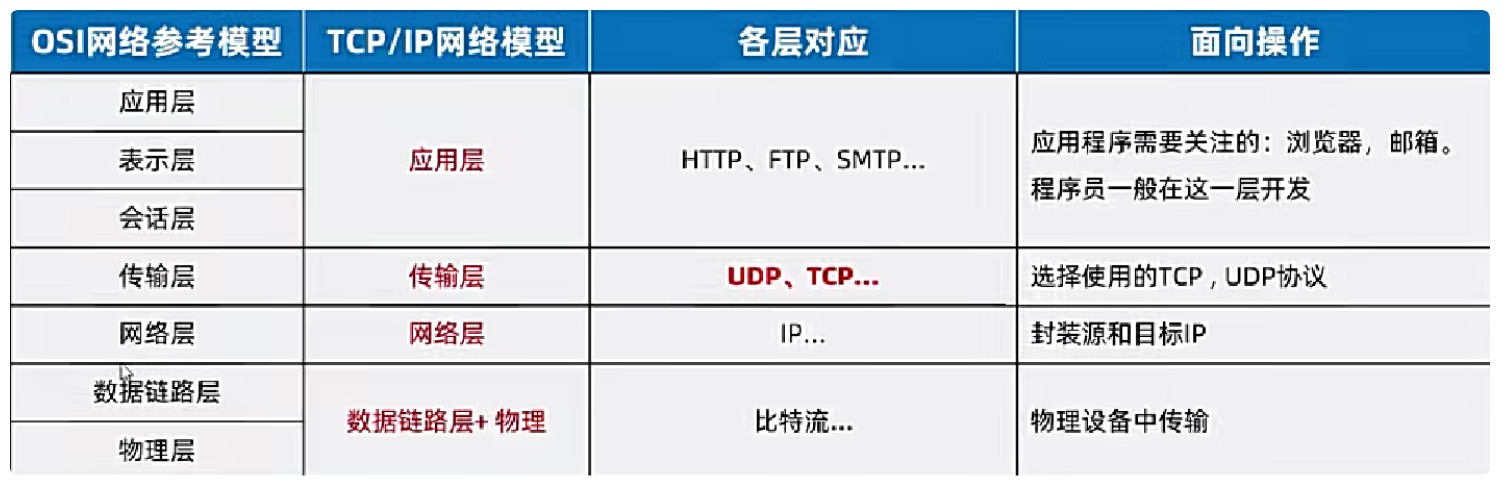 OSI网络参考模型
TCP/IP网络模型
各层对应
面向操作
应用层
表示层
会话层
应用层
HTTP、FTP、SMTP...
应用程序需要关注的：浏览器，邮箱。
程序员一般在这一层开发
传输层
传输层
UDP、TCP...
选择使用的TCP , UDP协议
网络层
网络层
IP...
封装源和目标IP
数据链路层
物理层
数据链路层+ 物理
比特流...
物理设备中传输